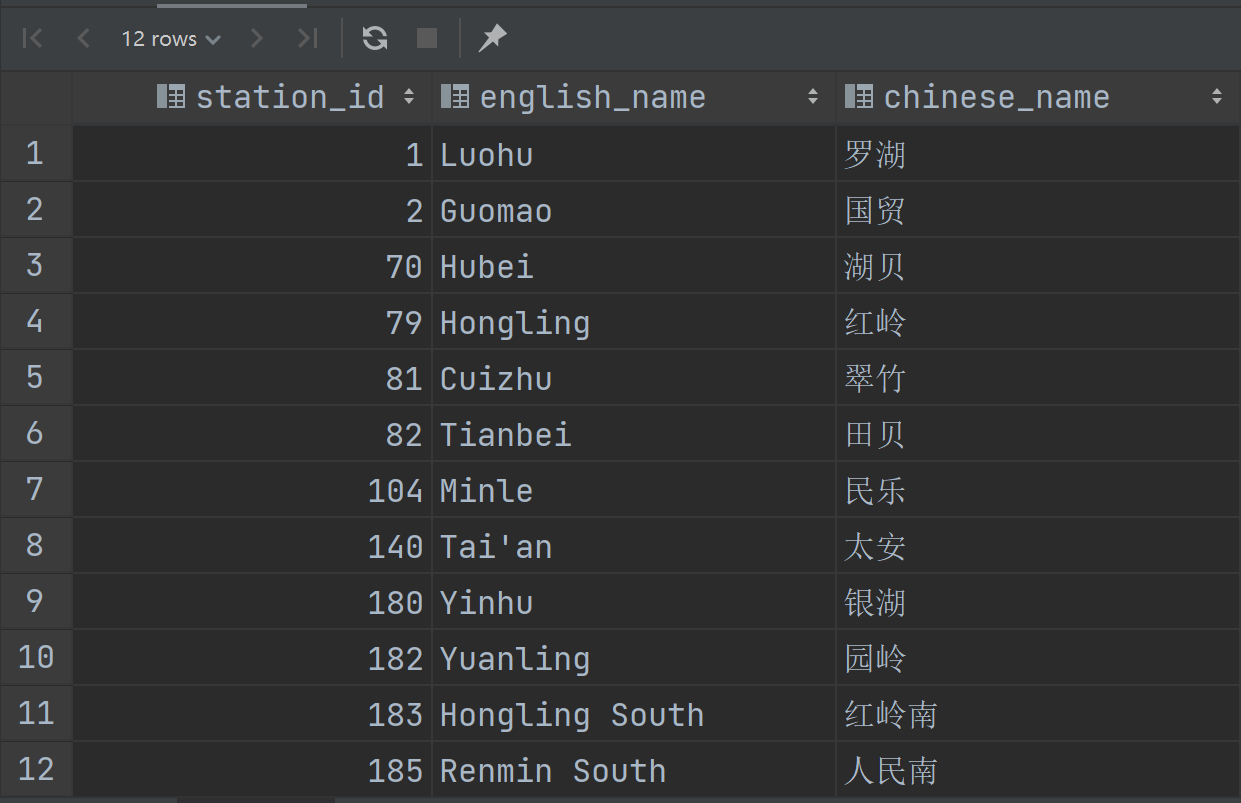 12 rows
station_id english_name chinese_name
1 1 Luohu 罗湖
2 2 Guomao 国贸
3 70 Hubei 湖贝
4 79 Hongling 红岭
5 81 Cuizhu 翠竹
6 82 Tianbei 田贝
7 104 Minle 民乐
8 140 Tai'an 太安
9 180 Yinhu 银湖
10 182 Yuanling 园岭
11 183 Hongling South 红岭南
12 185 Renmin South 人民南